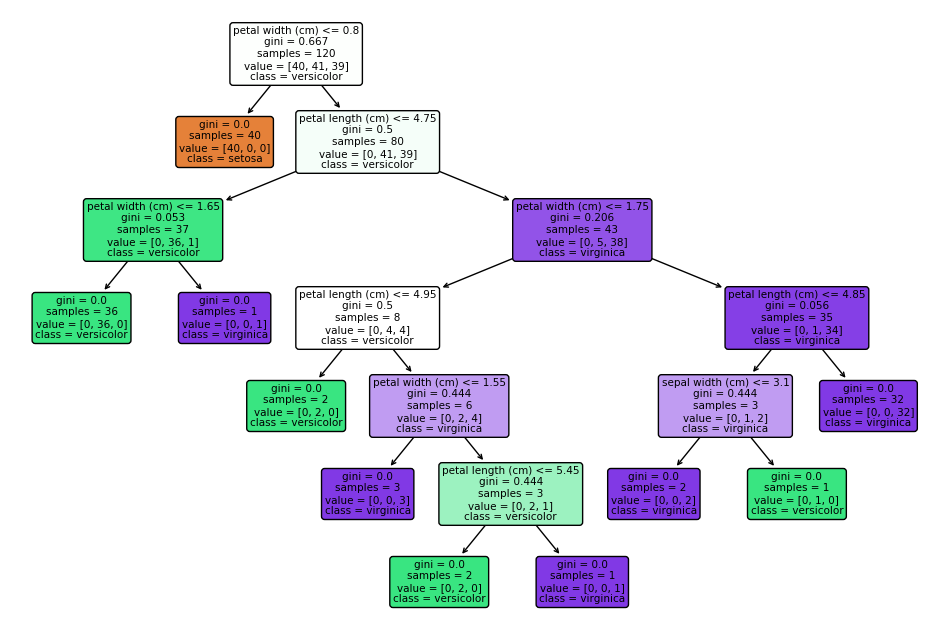 petal width (cm) <= 0.8
gini = 0.667
samples = 120
value = [40, 41, 39]
class = versicolor
gini = 0.0
samples = 40
value = [40, 0, 0]
class = setosa
petal length (cm) <= 4.75
gini = 0.5
samples = 80
value = [0, 41, 39]
class = versicolor
petal width (cm) <= 1.65
gini = 0.053
samples = 37
value = [0, 36, 1]
class = versicolor
petal width (cm) <= 1.75
gini = 0.206
samples = 43
value = [0, 5, 38]
class = virginica
gini = 0.0
samples = 36
value = [0, 36, 0]
class = versicolor
gini = 0.0
samples = 1
value = [0, 0, 1]
class = virginica
petal length (cm) <= 4.95
gini = 0.5
samples = 8
value = [0, 4, 4]
class = versicolor
petal length (cm) <= 4.85
gini = 0.056
samples = 35
value = [0, 1, 34]
class = virginica
gini = 0.0
samples = 2
value = [0, 2, 0]
class = versicolor
petal width (cm) <= 1.55
gini = 0.444
samples = 6
value = [0, 2, 4]
class = virginica
sepal width (cm) <= 3.1
gini = 0.444
samples = 3
value = [0, 1, 2]
class = virginica
gini = 0.0
samples = 32
value = [0, 0, 32]
class = virginica
gini = 0.0
samples = 3
value = [0, 0, 3]
class = virginica
petal length (cm) <= 5.45
gini = 0.444
samples = 3
value = [0, 2, 1]
class = versicolor
gini = 0.0
samples = 2
value = [0, 0, 2]
class = virginica
gini = 0.0
samples = 1
value = [0, 1, 0]
class = versicolor
gini = 0.0
samples = 2
value = [0, 2, 0]
class = versicolor
gini = 0.0
samples = 1
value = [0, 0, 1]
class = virginica